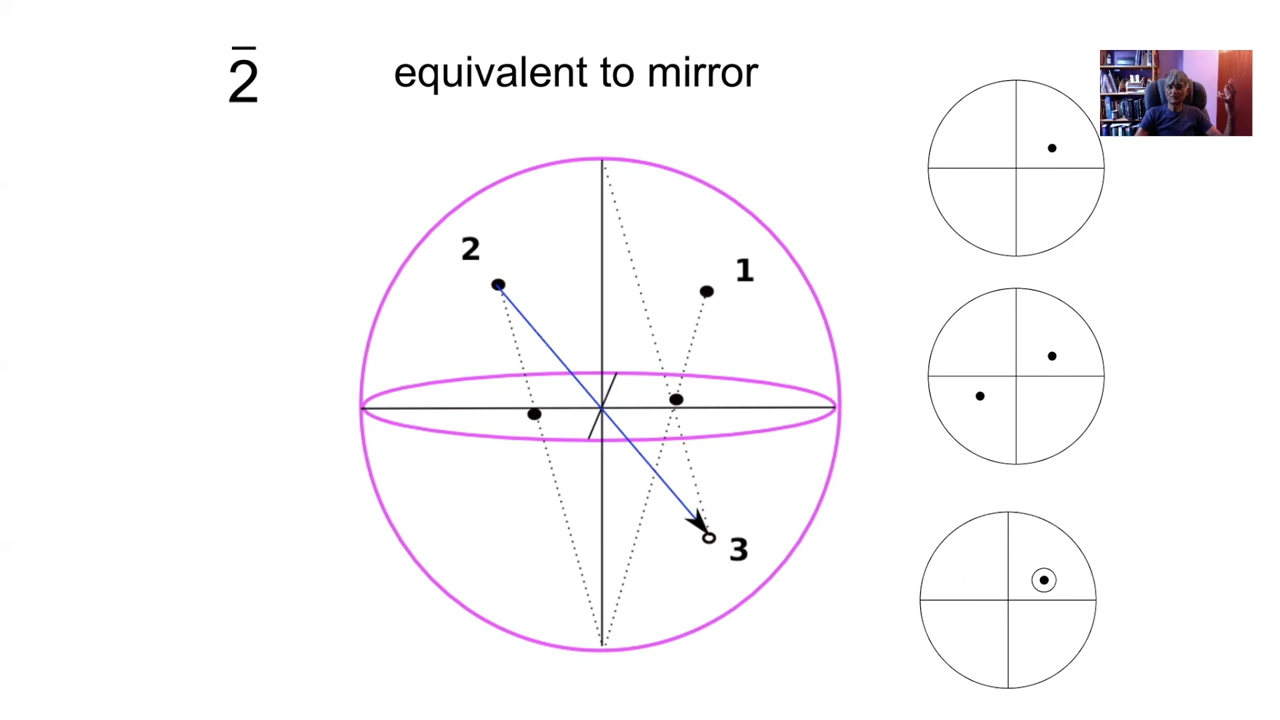 2̄
equivalent to mirror
2
1
3